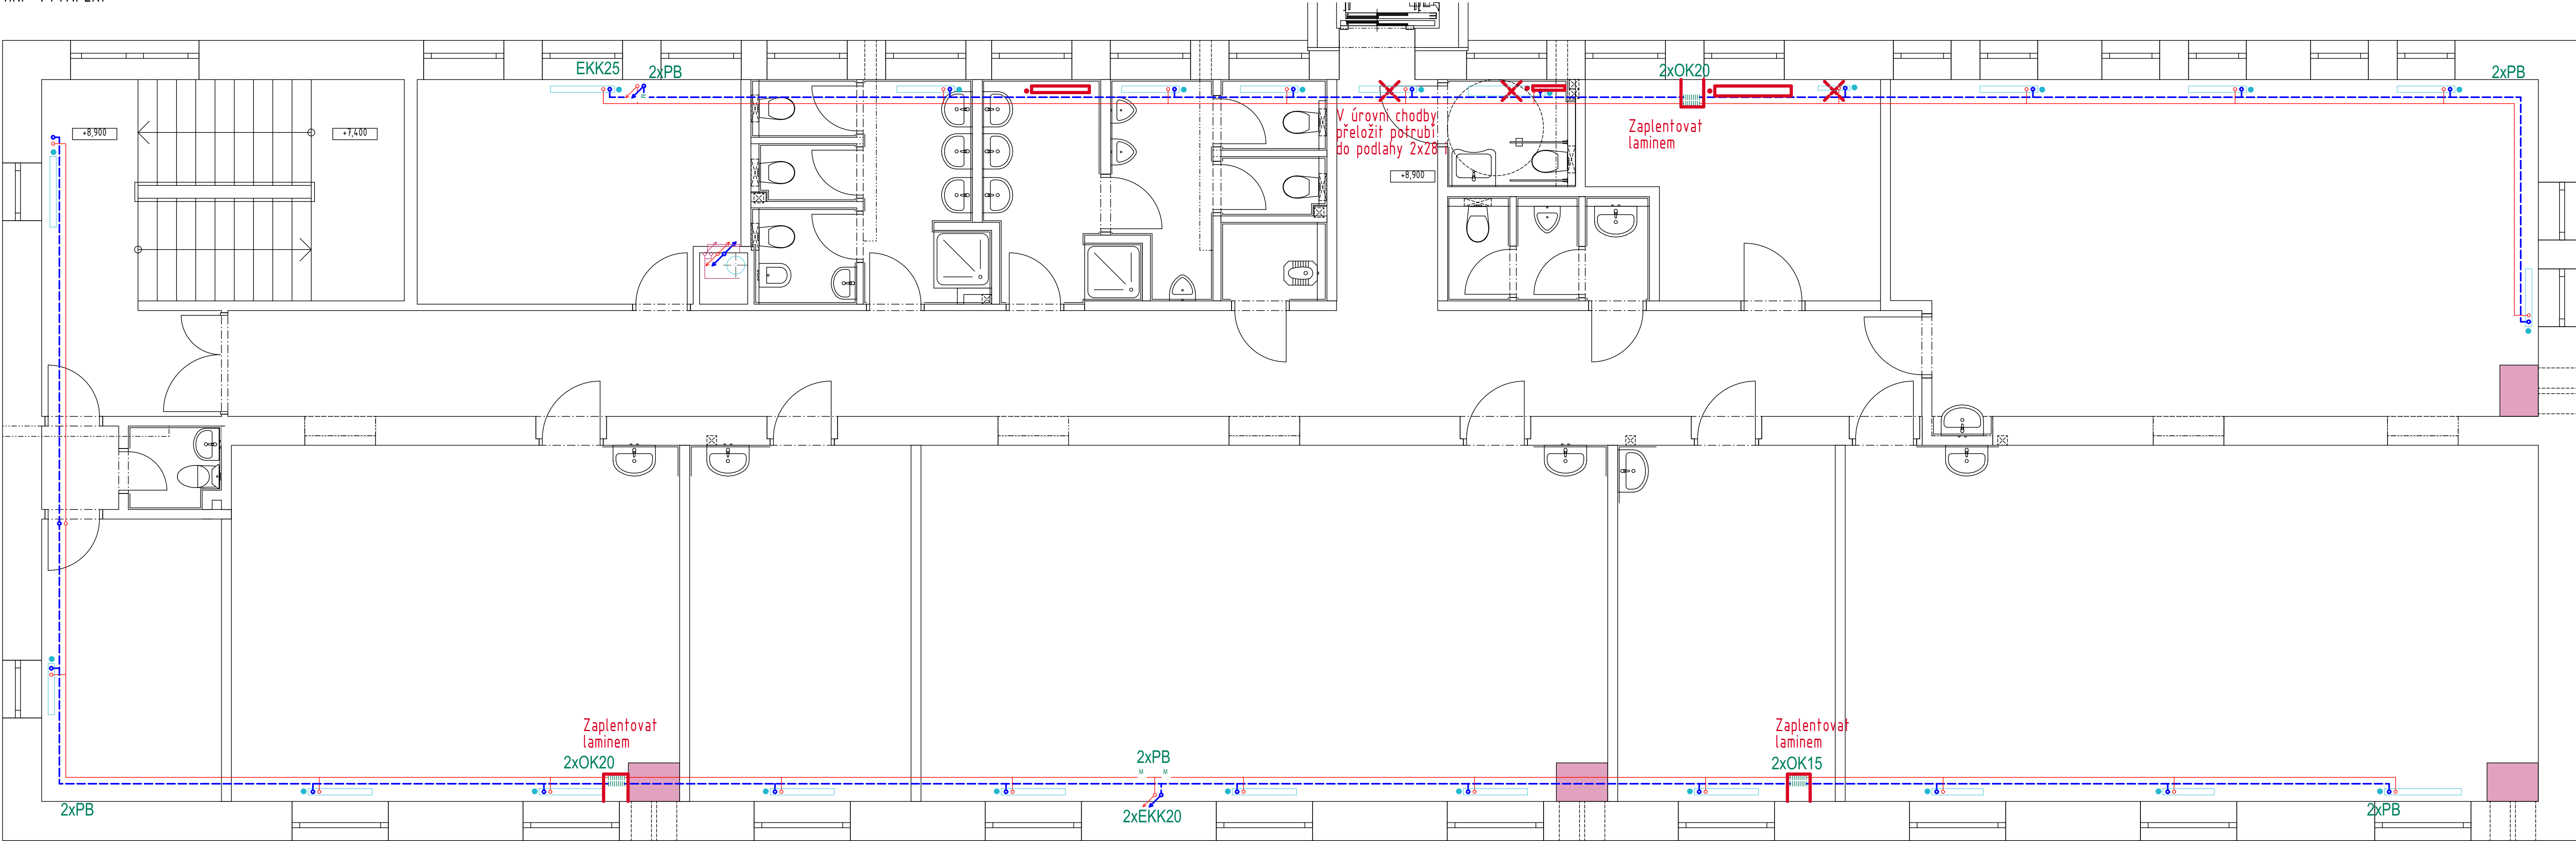 EKK25
2xPB
2xOK20
2xPB
+8,900
+7,400
V úrovni chodby
přeložit potrubí
do podlahy 2x28
Zaplentovat
laminem
+8,900
Zaplentovat
laminem
2xOK20
2xPB
M M
2xEKK20
Zaplentovat
laminem
2xOK15
2xPB
2xPB